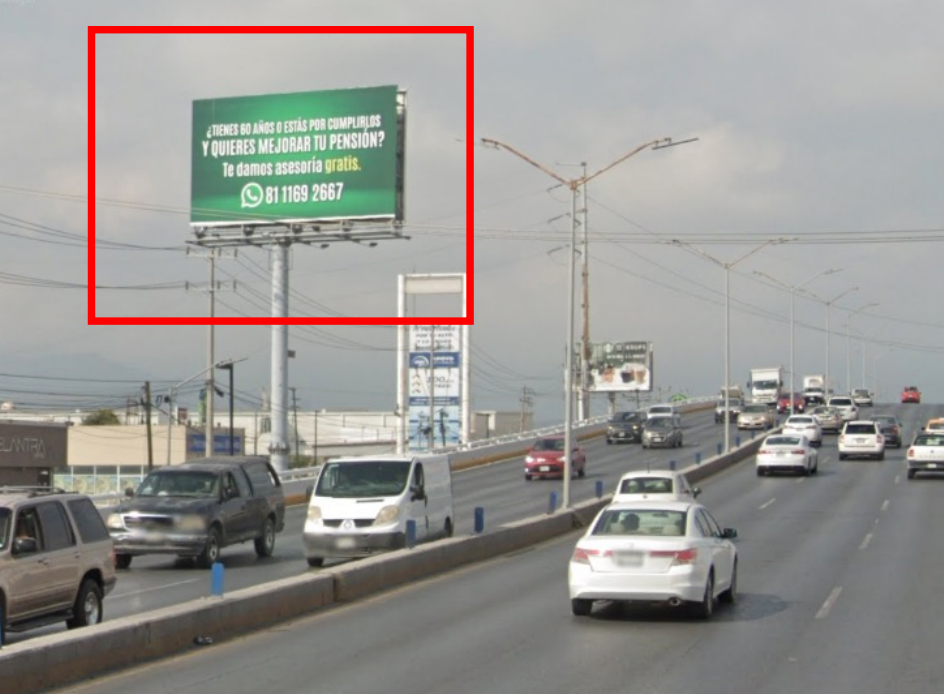 ¿TIENES 60 AÑOS O ESTÁS POR CUMPLIRLOS
Y QUIERES MEJORAR TU PENSIÓN?
Te damos asesoría gratis.
81 1169 2667